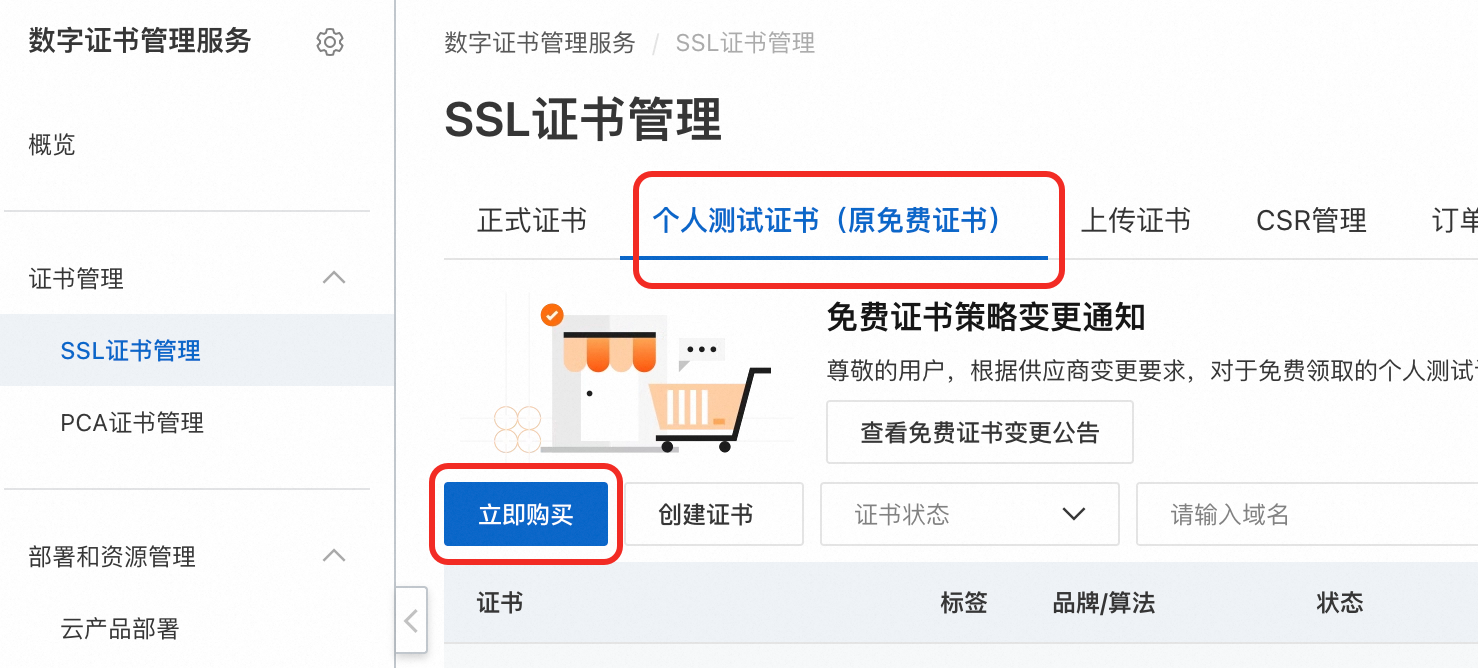 数字证书管理服务
概览
证书管理
SSL证书管理
PCA证书管理
部署和资源管理
云产品部署
数字证书管理服务 / SSL证书管理
SSL证书管理
正式证书 个人测试证书（原免费证书） 上传证书 CSR管理 订单
免费证书策略变更通知
尊敬的用户，根据供应商变更要求，对于免费领取的个人测试
查看免费证书变更公告
立即购买 创建证书 证书状态 请输入域名
证书 标签 品牌/算法 状态